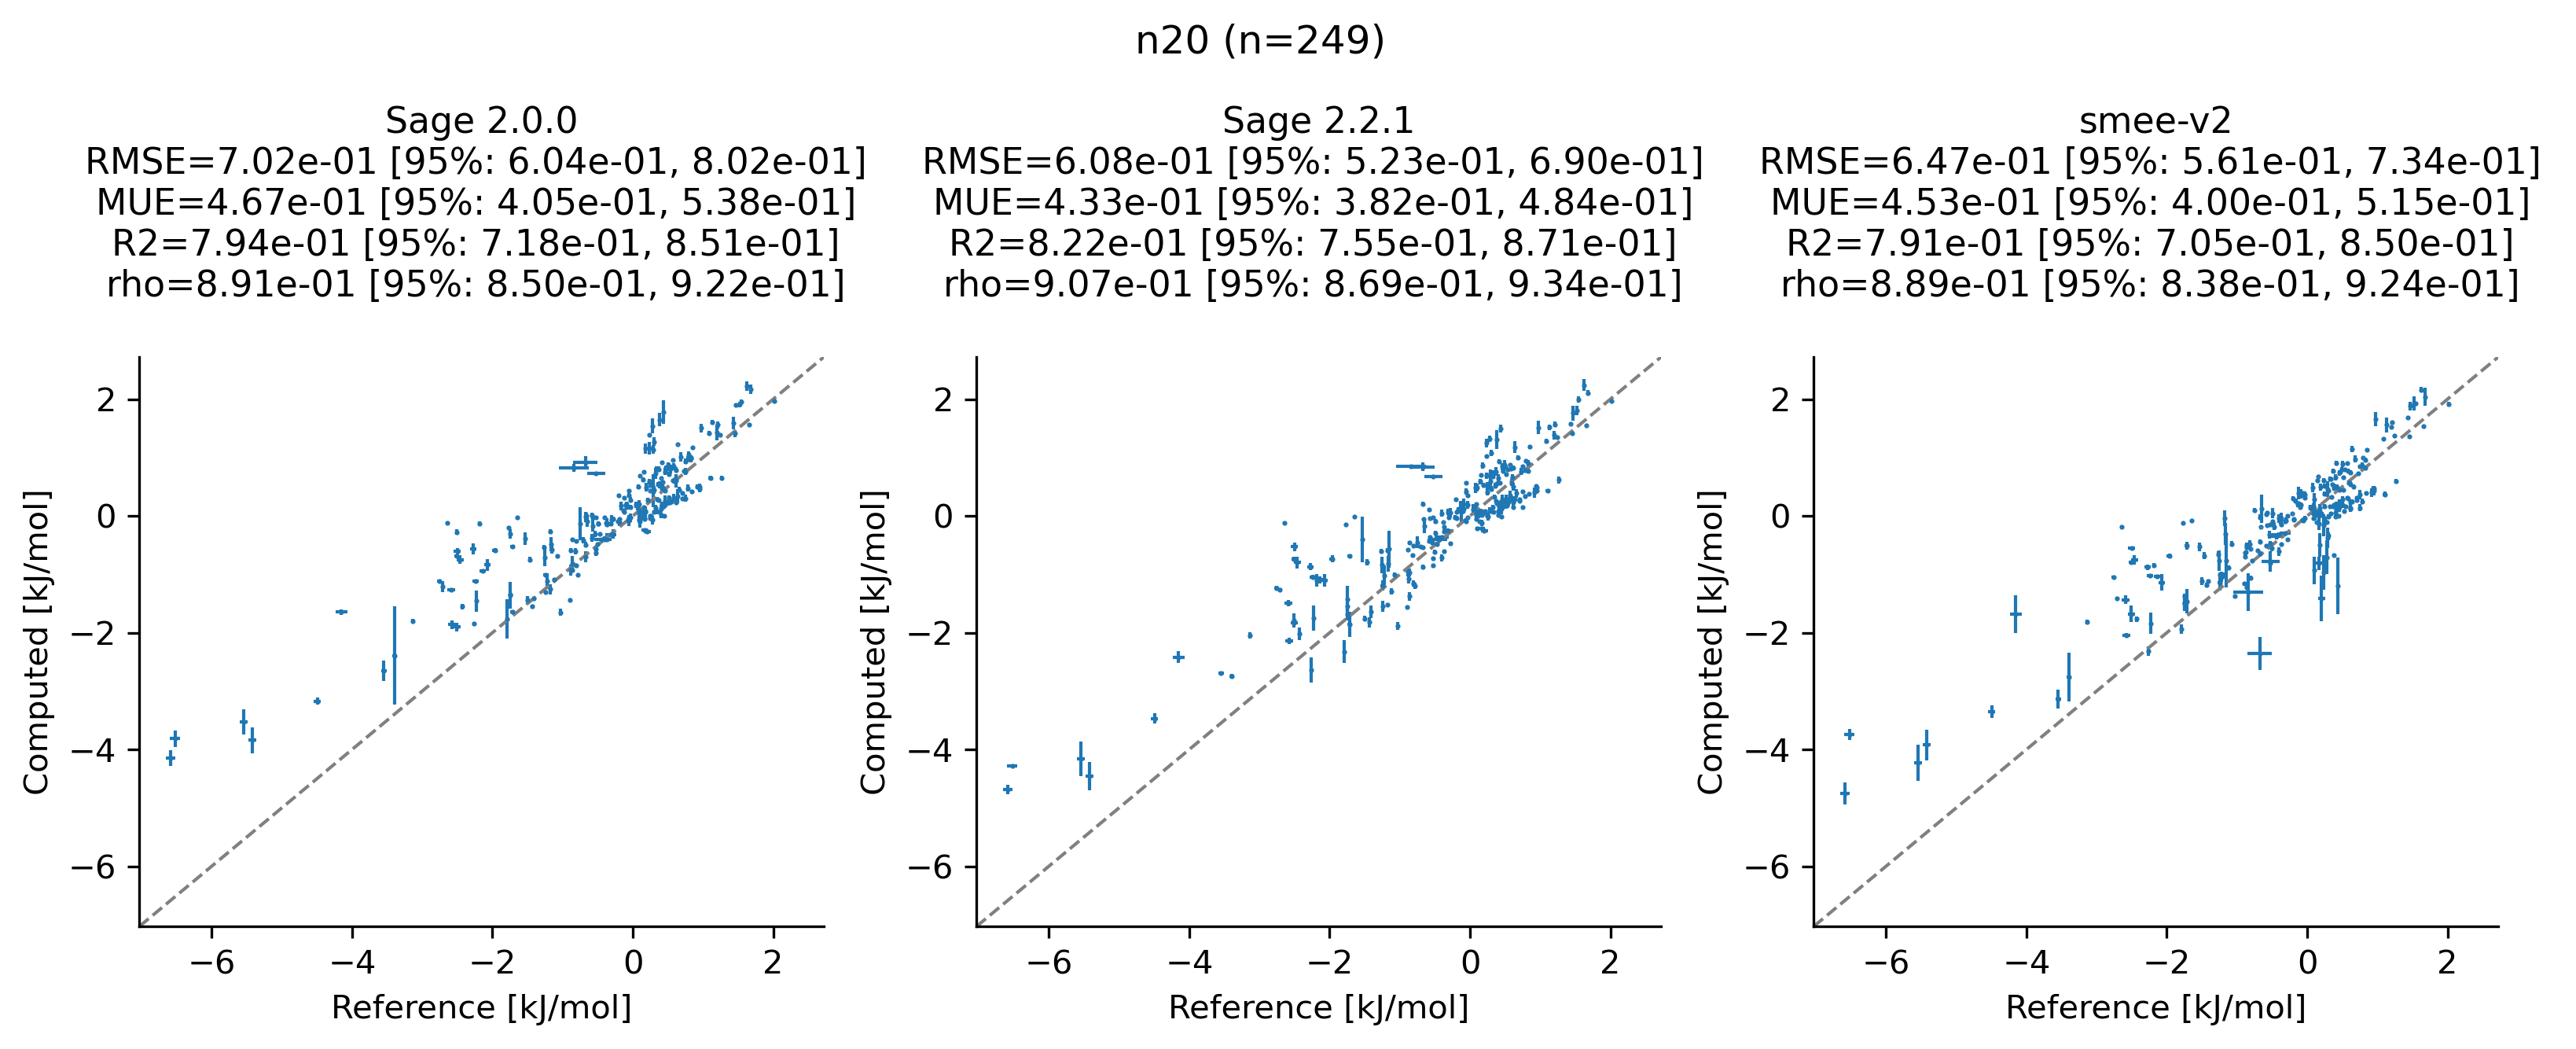 n20 (n=249)
Sage 2.0.0
RMSE=7.02e-01 [95%: 6.04e-01, 8.02e-01]
MUE=4.67e-01 [95%: 4.05e-01, 5.38e-01]
R2=7.94e-01 [95%: 7.18e-01, 8.51e-01]
rho=8.91e-01 [95%: 8.50e-01, 9.22e-01]
2
0
−2
−4
−6
Computed [kJ/mol]
−6 −4 −2 0 2
Reference [kJ/mol]
Sage 2.2.1
RMSE=6.08e-01 [95%: 5.23e-01, 6.90e-01]
MUE=4.33e-01 [95%: 3.82e-01, 4.84e-01]
R2=8.22e-01 [95%: 7.55e-01, 8.71e-01]
rho=9.07e-01 [95%: 8.69e-01, 9.34e-01]
2
0
−2
−4
−6
Computed [kJ/mol]
−6 −4 −2 0 2
Reference [kJ/mol]
smee-v2
RMSE=6.47e-01 [95%: 5.61e-01, 7.34e-01]
MUE=4.53e-01 [95%: 4.00e-01, 5.15e-01]
R2=7.91e-01 [95%: 7.05e-01, 8.50e-01]
rho=8.89e-01 [95%: 8.38e-01, 9.24e-01]
2
0
−2
−4
−6
Computed [kJ/mol]
−6 −4 −2 0 2
Reference [kJ/mol]